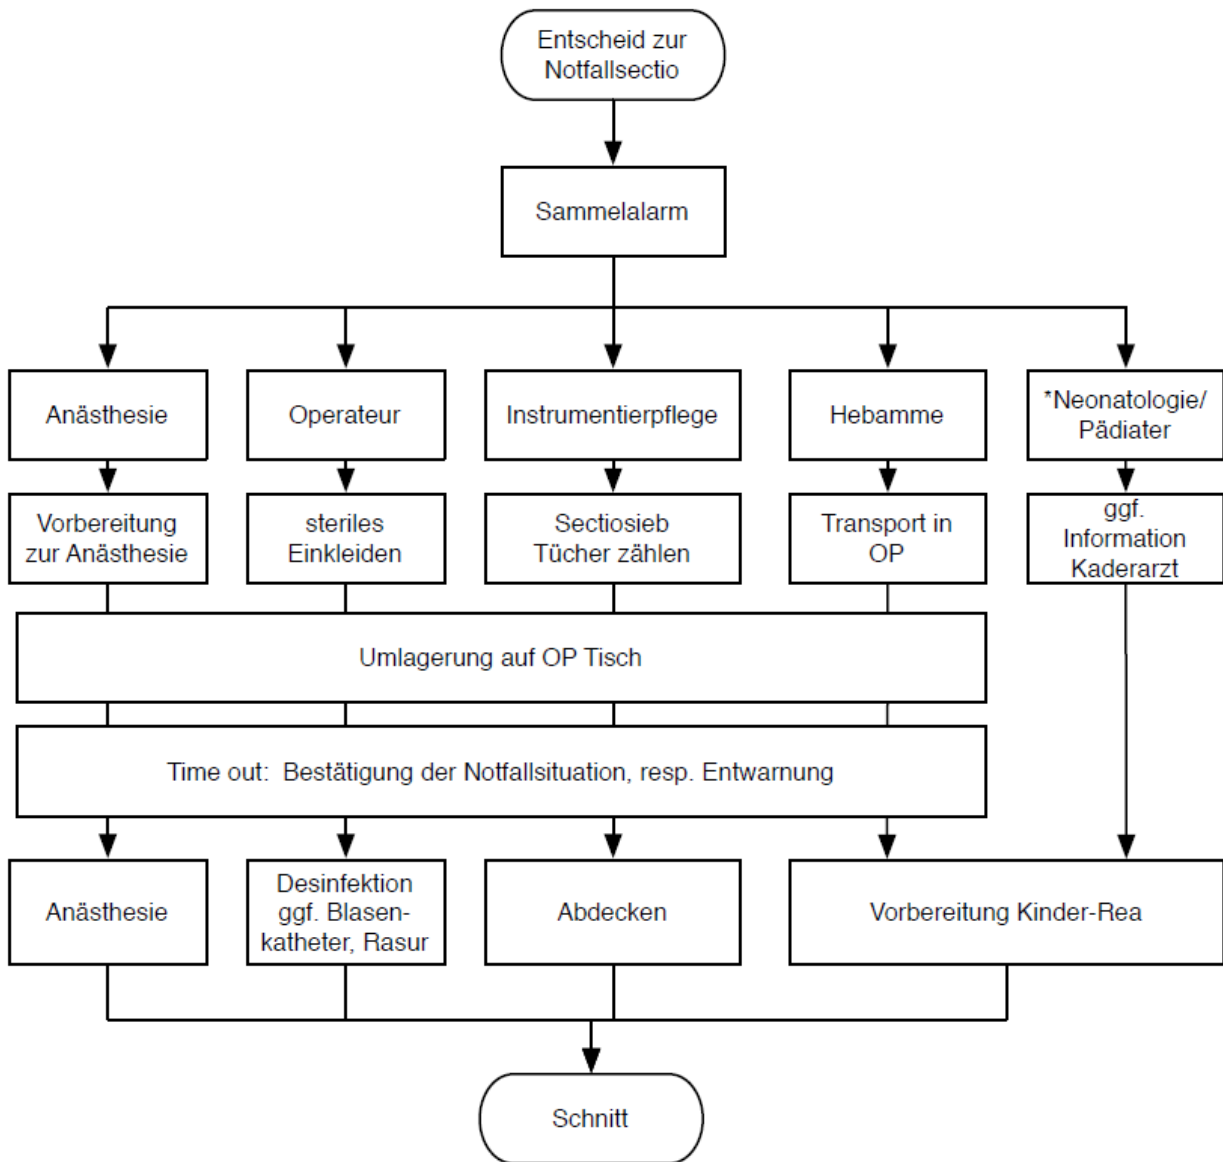 Entscheid zur
Notfallsectio
Sammelalarm
Anästhesie
Operateur
Instrumentierpflege
Hebamme
*Neonatologie/
Pädiater
Vorbereitung
zur Anästhesie
steriles
Einkleiden
Sectiosieb
Tücher zählen
Transport in
OP
ggf.
Information
Kaderarzt
Umlagerung auf OP Tisch
Time out:  Bestätigung der Notfallsituation, resp. Entwarnung
Anästhesie
Desinfektion
ggf. Blasen-
katheter, Rasur
Abdecken
Vorbereitung Kinder-Rea
Schnitt